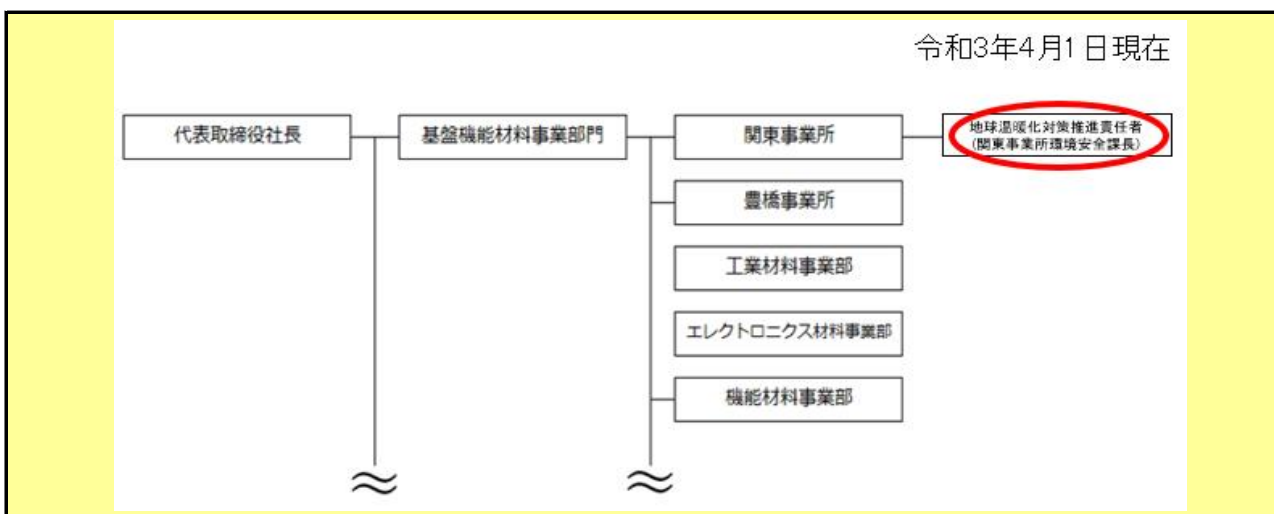 令和3年4月1日現在
代表取締役社長
基盤機能材料事業部門
関東事業所
地球温暖化対策推進責任者
(関東事業所環境安全課長)
豊橋事業所
工業材料事業部
エレクトロニクス材料事業部
機能材料事業部